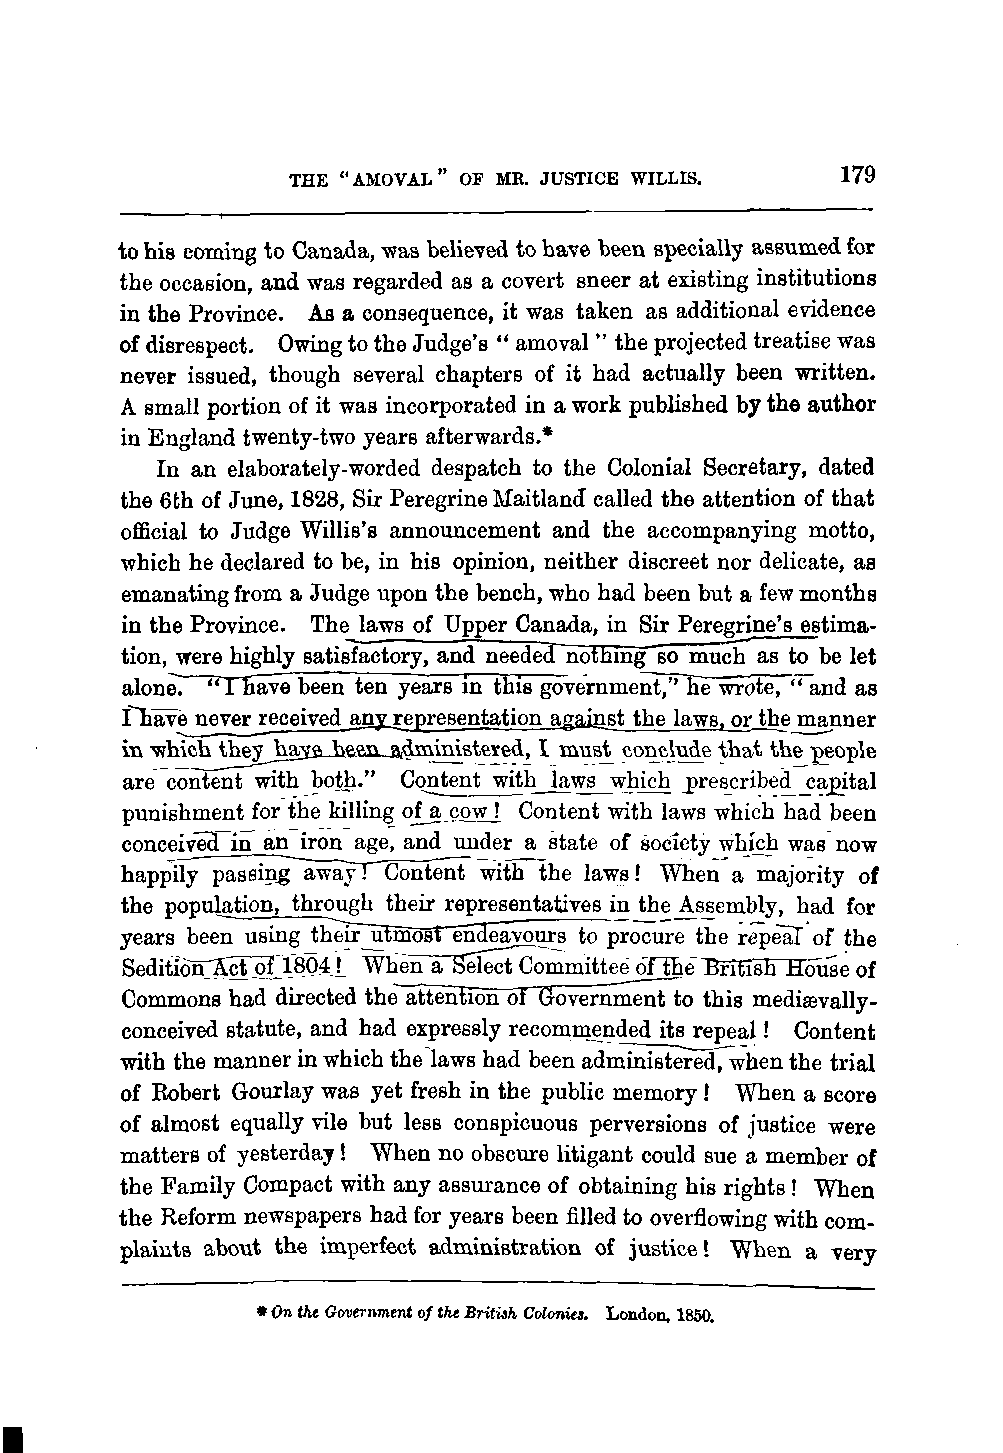 THE "AMOVAL" OF MR. JUSTICE WILLIS. 179
to his coming to Canada, was believed to have been specially assumed for
the occasion, and was regarded as a covert sneer at existing institutions
in the Province. As a consequence, it was taken as additional evidence
of disrespect. Owing to the Judge's "amoval" the projected treatise was
never issued, though several chapters of it had actually been written.
A small portion of it was incorporated in a work published by the author
in England twenty-two years afterwards.*
In an elaborately-worded despatch to the Colonial Secretary, dated
the 6th of June, 1828, Sir Peregrine Maitland called the attention of that
official to Judge Willis's announcement and the accompanying motto,
which he declared to be, in his opinion, neither discreet nor delicate, as
emanating from a Judge upon the bench, who had been but a few months
in the Province. The laws of Upper Canada, in Sir Peregrine's estima-
tion, were highly satisfactory, and needed nothing so much as to be let
alone. "I have been ten years in this government," he wrote, "and as
I have never received any representation against the laws, or the manner
in which they have been administered, I must conclude that the people
are content with both." Content with laws which prescribed capital
punishment for the killing of a cow! Content with laws which had been
conceived in an iron age, and under a state of society which was now
happily passing away! Content with the laws! When a majority of
the population, through their representatives in the Assembly, had for
years been using their utmost endeavours to procure the repeal of the
Sedition Act of 1804! When a Select Committee of the British House of
Commons had directed the attention of Government to this mediævally-
conceived statute, and had expressly recommended its repeal! Content
with the manner in which the laws had been administered, when the trial
of Robert Gourlay was yet fresh in the public memory! When a score
of almost equally vile but less conspicuous perversions of justice were
matters of yesterday! When no obscure litigant could sue a member of
the Family Compact with any assurance of obtaining his rights! When
the Reform newspapers had for years been filled to overflowing with com-
plaints about the imperfect administration of justice! When a very
* On the Government of the British Colonies. London, 1850.